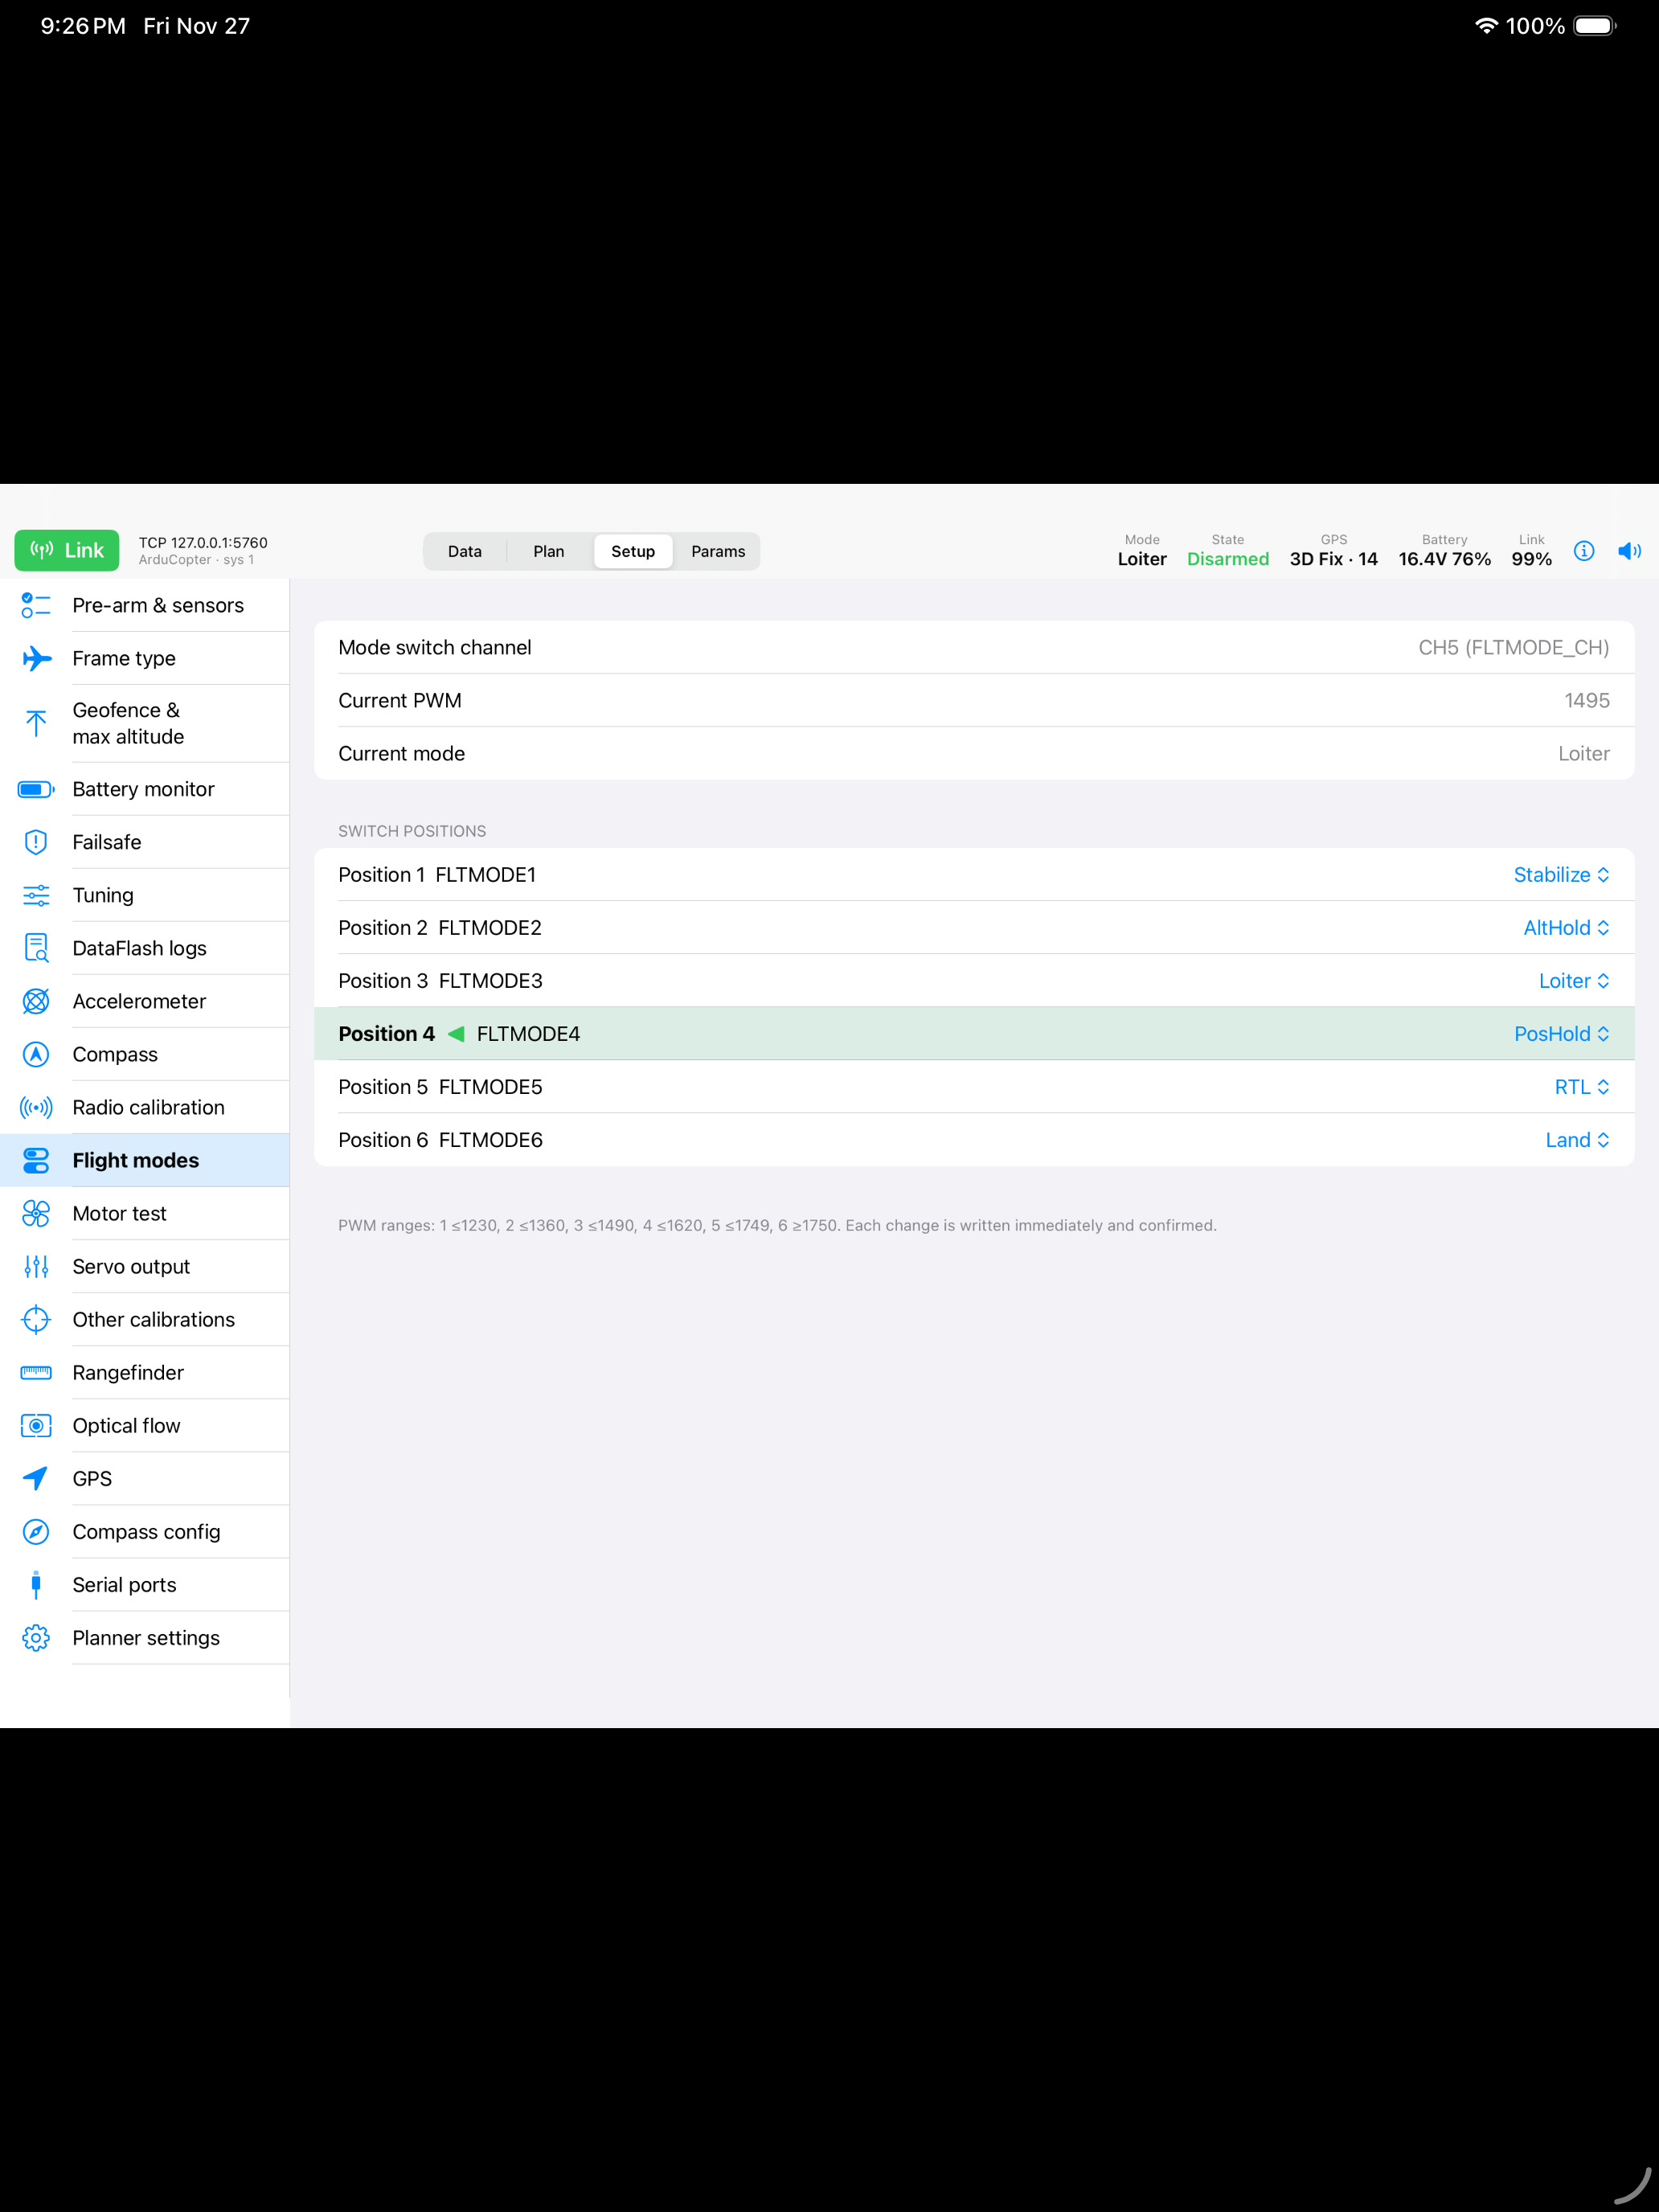 9:26 PM Fri Nov 27
100%
Link
TCP 127.0.0.1:5760
ArduCopter · sys 1
Data
Plan
Setup
Params
Mode
Loiter
State
Disarmed
GPS
3D Fix · 14
Battery
16.4V 76%
Link
99%
Pre-arm & sensors
Frame type
Geofence &
max altitude
Battery monitor
Failsafe
Tuning
DataFlash logs
Accelerometer
Compass
Radio calibration
Flight modes
Motor test
Servo output
Other calibrations
Rangefinder
Optical flow
GPS
Compass config
Serial ports
Planner settings
Mode switch channel CH5 (FLTMODE_CH)
Current PWM 1495
Current mode Loiter
SWITCH POSITIONS
Position 1 FLTMODE1 Stabilize
Position 2 FLTMODE2 AltHold
Position 3 FLTMODE3 Loiter
Position 4 FLTMODE4 PosHold
Position 5 FLTMODE5 RTL
Position 6 FLTMODE6 Land
PWM ranges: 1 ≤1230, 2 ≤1360, 3 ≤1490, 4 ≤1620, 5 ≤1749, 6 ≥1750. Each change is written immediately and confirmed.